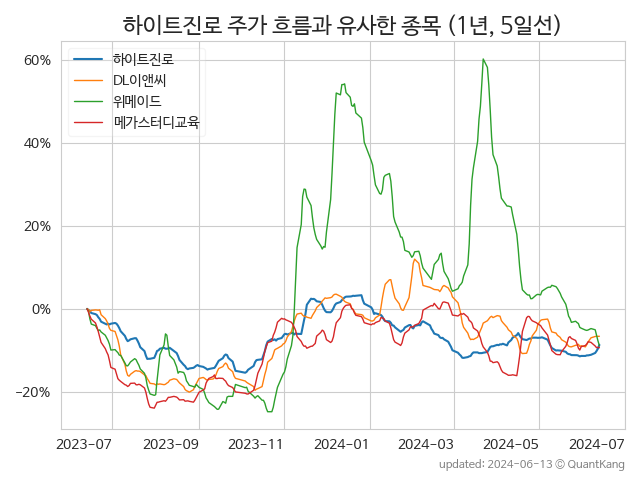 하이트진로 주가 흐름과 유사한 종목 (1년, 5일선)
하이트진로
DL이앤씨
위메이드
메가스터디교육
60%
40%
20%
0%
−20%
2023-07 2023-09 2023-11 2024-01 2024-03 2024-05 2024-07
updated: 2024-06-13 © QuantKang